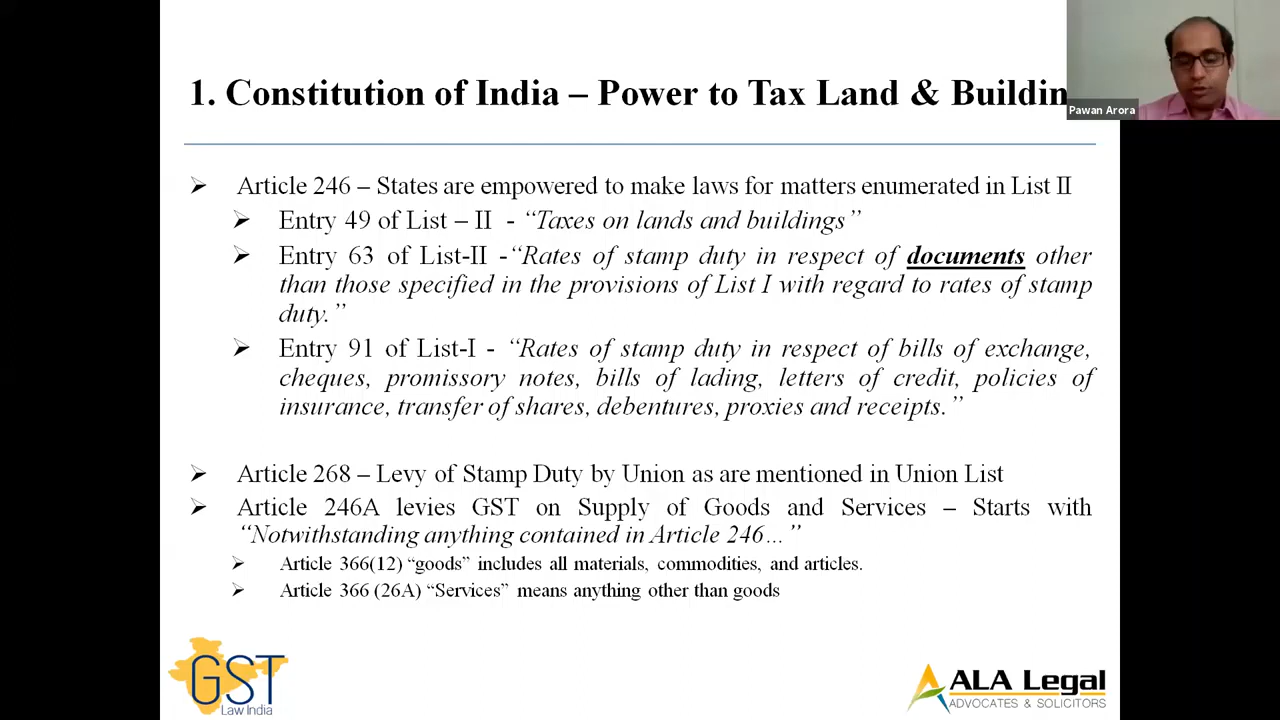 1. Constitution of India – Power to Tax Land & Buildin
Pawan Arora
➢ Article 246 – States are empowered to make laws for matters enumerated in List II
➢ Entry 49 of List – II - “Taxes on lands and buildings”
➢ Entry 63 of List-II -“Rates of stamp duty in respect of documents other
than those specified in the provisions of List I with regard to rates of stamp
duty.”
➢ Entry 91 of List-I - “Rates of stamp duty in respect of bills of exchange,
cheques, promissory notes, bills of lading, letters of credit, policies of
insurance, transfer of shares, debentures, proxies and receipts.”
➢ Article 268 – Levy of Stamp Duty by Union as are mentioned in Union List
➢ Article 246A levies GST on Supply of Goods and Services – Starts with
“Notwithstanding anything contained in Article 246…”
➢ Article 366(12) “goods” includes all materials, commodities, and articles.
➢ Article 366 (26A) “Services” means anything other than goods
GST
Law India
ALA Legal
ADVOCATES & SOLICITORS